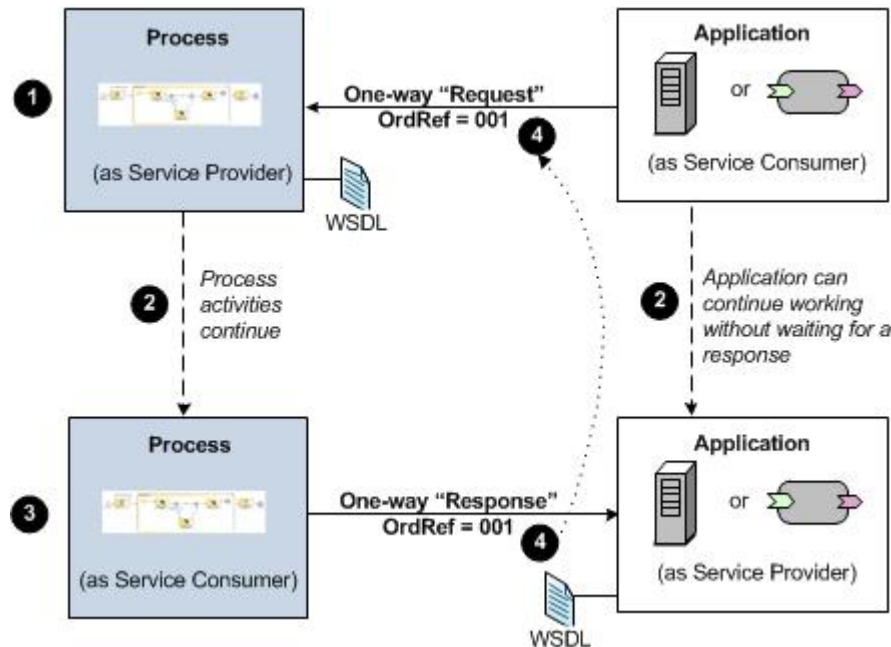 Process
Application
1
One-way “Request”
OrdRef = 001
4
or
(as Service Provider)
(as Service Consumer)
WSDL
2
Process
activities
continue
2
Application can
continue working
without waiting for a
response
Process
Application
3
One-way “Response”
OrdRef = 001
4
or
(as Service Consumer)
(as Service Provider)
WSDL